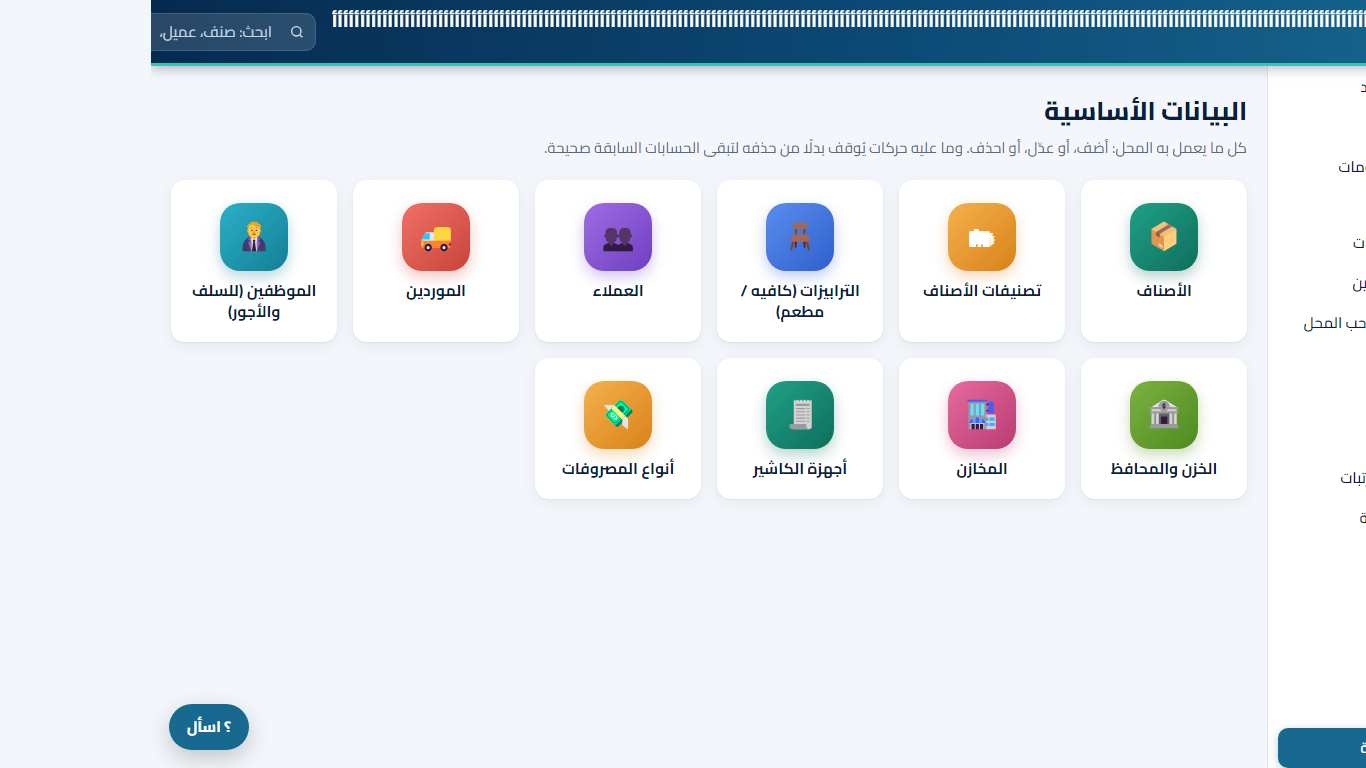 ابحث: صنف، عميل،
البيانات الأساسية
كل ما يعمل به المحل: أضف، أو عدّل، أو احذف. وما عليه حركات يُوقف بدلًا من حذفه لتبقى الحسابات السابقة صحيحة.
الأصناف
تصنيفات الأصناف
الترابيزات (كافيه /
مطعم)
العملاء
الموردين
الموظفين (للسلف
والأجور)
الخزن والمحافظ
المخازن
أجهزة الكاشير
أنواع المصروفات
المحل
؟ اسأل